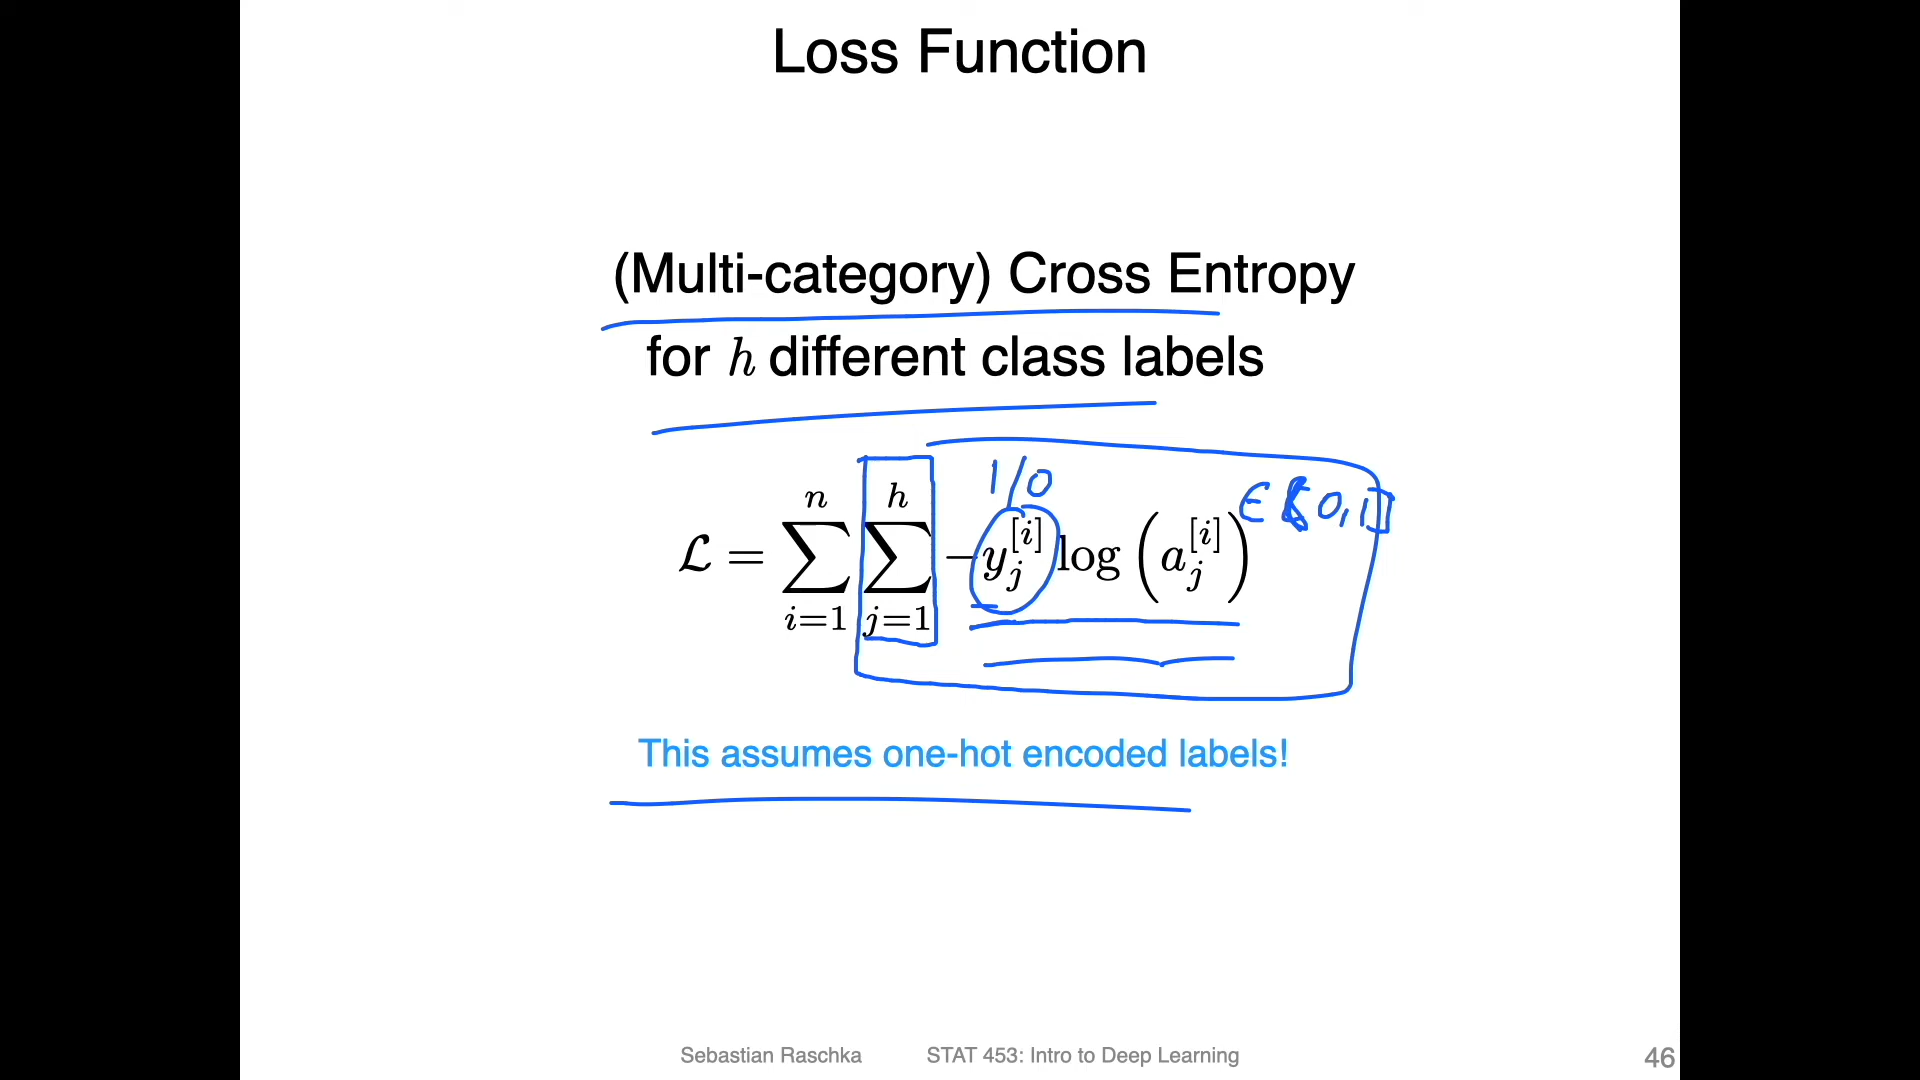 Loss Function
(Multi-category) Cross Entropy
for h different class labels
1/0
∈ [0,1]
ℒ = ∑_{i=1}^{n} ∑_{j=1}^{h} −y_j^{[i]} log (a_j^{[i]})
This assumes one-hot encoded labels!
Sebastian Raschka STAT 453: Intro to Deep Learning 46